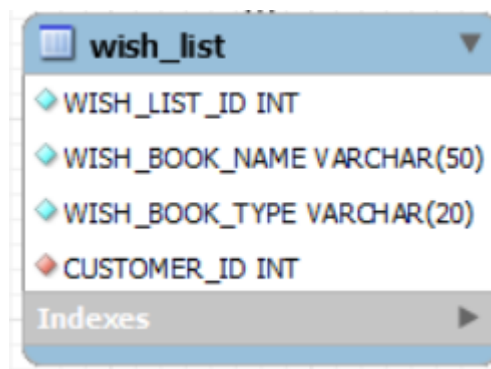 wish_list
WISH_LIST_ID INT
WISH_BOOK_NAME VARCHAR(50)
WISH_BOOK_TYPE VARCHAR(20)
CUSTOMER_ID INT
Indexes